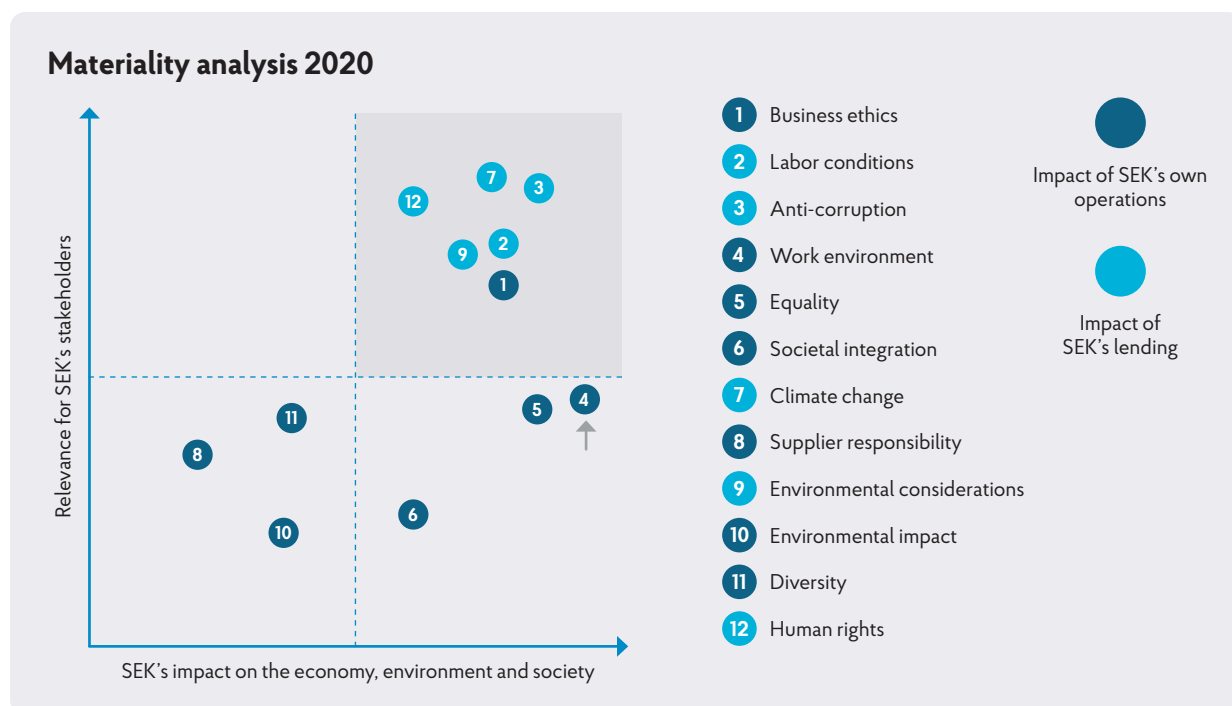 Materiality analysis 2020
Relevance for SEK's stakeholders
7
3
12
2
9
1
4
5
11
8
6
10
SEK's impact on the economy, environment and society
1 Business ethics
2 Labor conditions
3 Anti-corruption
4 Work environment
5 Equality
6 Societal integration
7 Climate change
8 Supplier responsibility
9 Environmental considerations
10 Environmental impact
11 Diversity
12 Human rights
Impact of SEK's own
operations
Impact of
SEK's lending